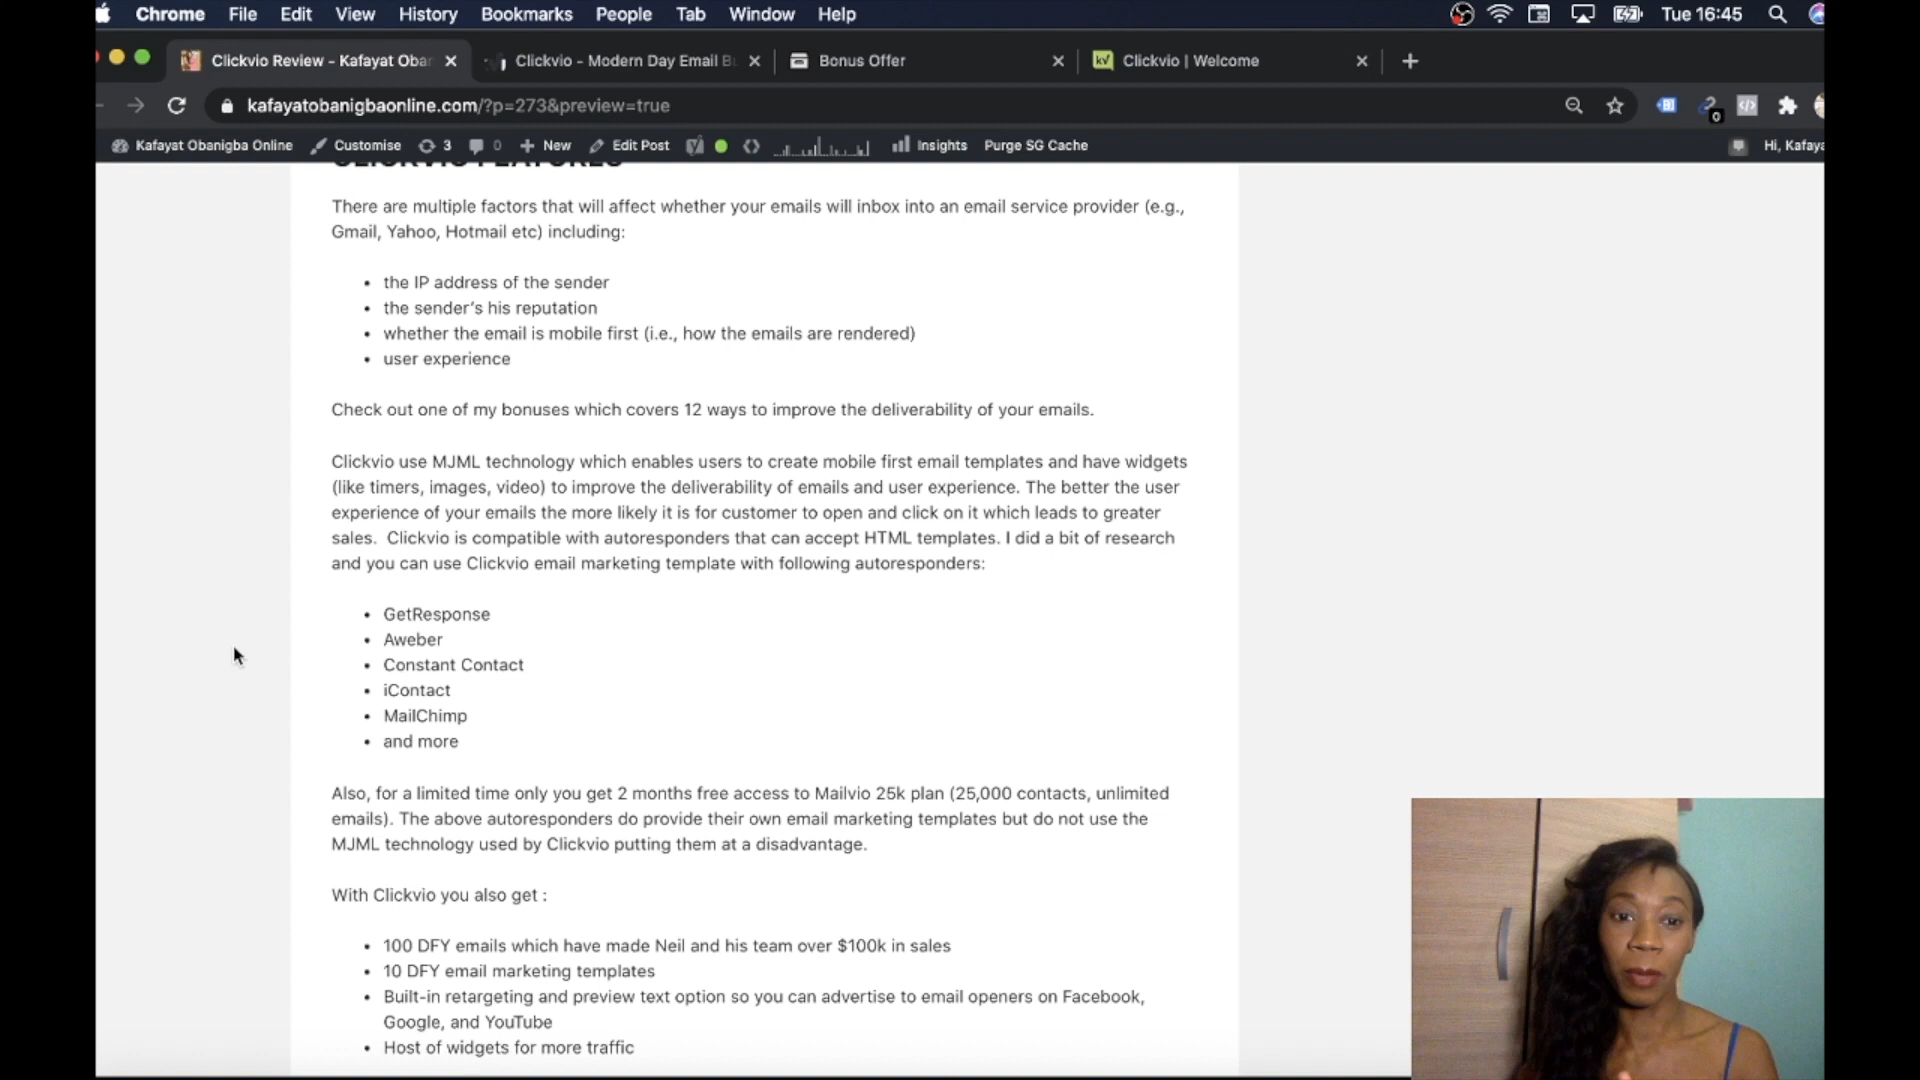 Chrome File Edit View History Bookmarks People Tab Window Help Tue 16:45
Clickvio Review - Kafayat Oba Clickvio - Modern Day Email B Bonus Offer Clickvio | Welcome
kafayatobanigbaonline.com/?p=273&preview=true 0
Kafayat Obanigba Online Customise 3 0 New Edit Post Insights Purge SG Cache Hi, Kafaya
CLICKVIO FEATURES
There are multiple factors that will affect whether your emails will inbox into an email service provider (e.g.,
Gmail, Yahoo, Hotmail etc) including:
• the IP address of the sender
• the sender's his reputation
• whether the email is mobile first (i.e., how the emails are rendered)
• user experience
Check out one of my bonuses which covers 12 ways to improve the deliverability of your emails.
Clickvio use MJML technology which enables users to create mobile first email templates and have widgets
(like timers, images, video) to improve the deliverability of emails and user experience. The better the user
experience of your emails the more likely it is for customer to open and click on it which leads to greater
sales. Clickvio is compatible with autoresponders that can accept HTML templates. I did a bit of research
and you can use Clickvio email marketing template with following autoresponders:
• GetResponse
• Aweber
• Constant Contact
• iContact
• MailChimp
• and more
Also, for a limited time only you get 2 months free access to Mailvio 25k plan (25,000 contacts, unlimited
emails). The above autoresponders do provide their own email marketing templates but do not use the
MJML technology used by Clickvio putting them at a disadvantage.
With Clickvio you also get :
• 100 DFY emails which have made Neil and his team over $100k in sales
• 10 DFY email marketing templates
• Built-in retargeting and preview text option so you can advertise to email openers on Facebook,
Google, and YouTube
• Host of widgets for more traffic